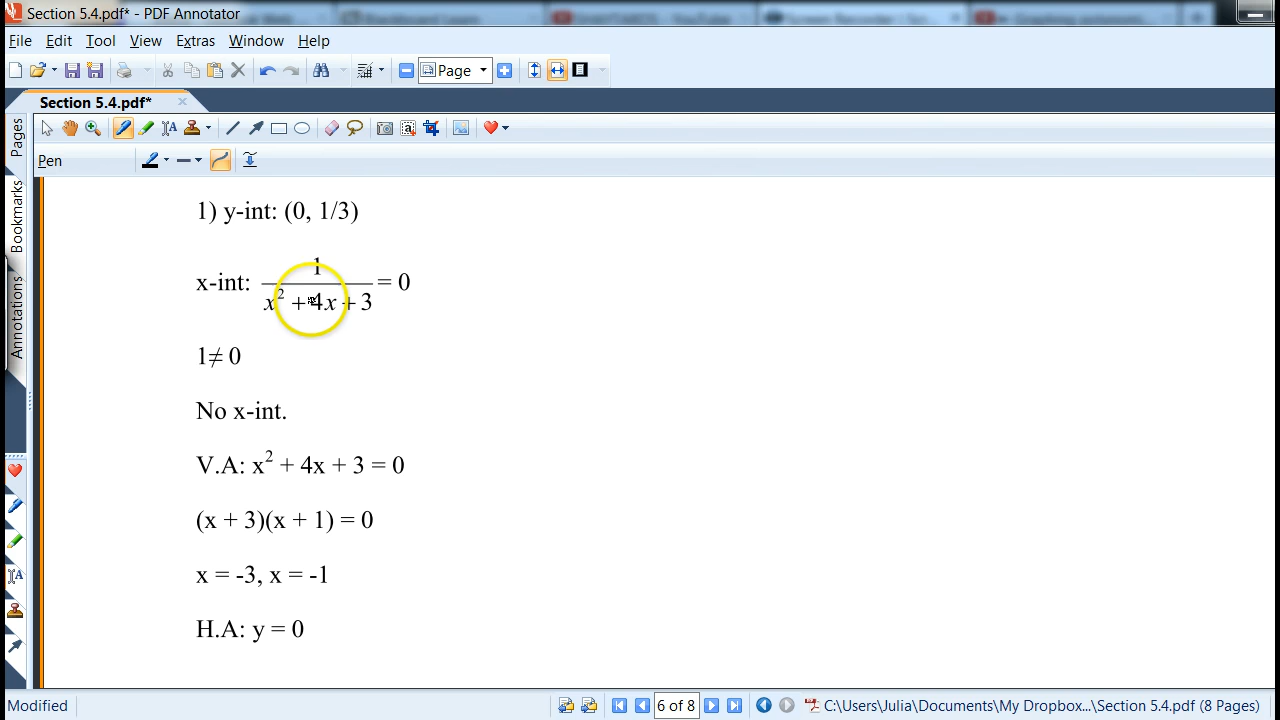 Section 5.4.pdf* - PDF Annotator
File Edit Tool View Extras Window Help
Page
Section 5.4.pdf*
Pen
Pages
Bookmarks
Annotations
1) y-int: (0, 1/3)
x-int: 1 / x² + 4x + 3 = 0
1≠ 0
No x-int.
V.A: x² + 4x + 3 = 0
(x + 3)(x + 1) = 0
x = -3, x = -1
H.A: y = 0
Modified
6 of 8
C:\Users\Julia\Documents\My Dropbox...\Section 5.4.pdf (8 Pages)